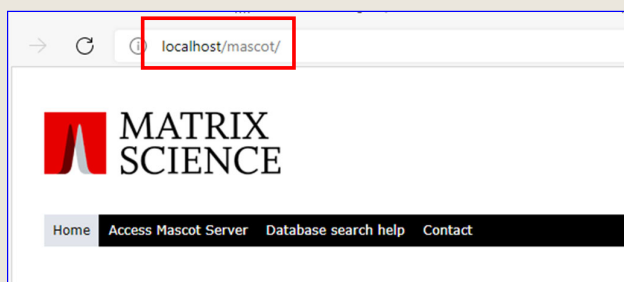 localhost/mascot/
MATRIX
SCIENCE
Home Access Mascot Server Database search help Contact